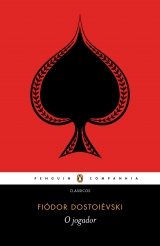 PENGUIN COMPANHIA
CLÁSSICOS
FIÓDOR DOSTOIÉVSKI
O jogador